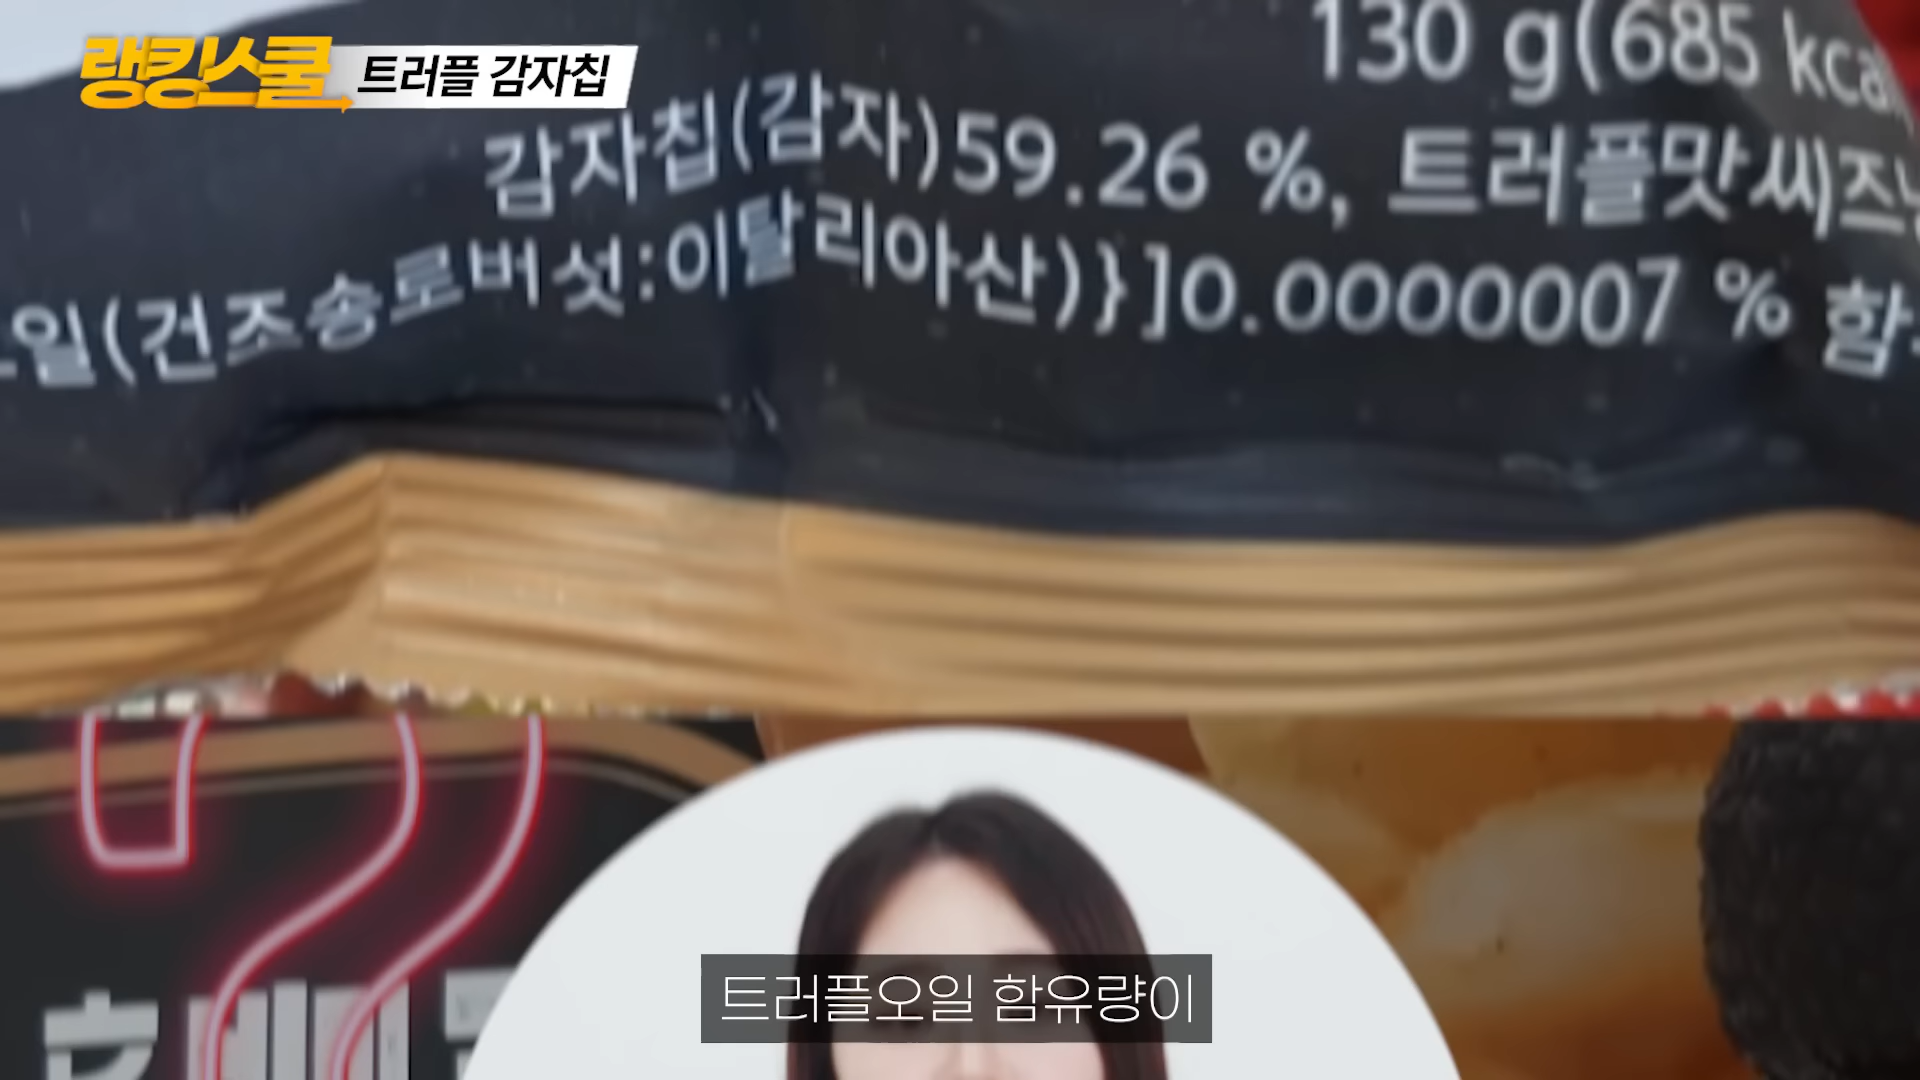 랭킹스쿨 트러플 감자칩
130 g(685 kcal
감자칩(감자)59.26 %, 트러플맛씨즈닝
일(건조송로버섯:이탈리아산)}]0.0000007 % 함
트러플오일 함유량이